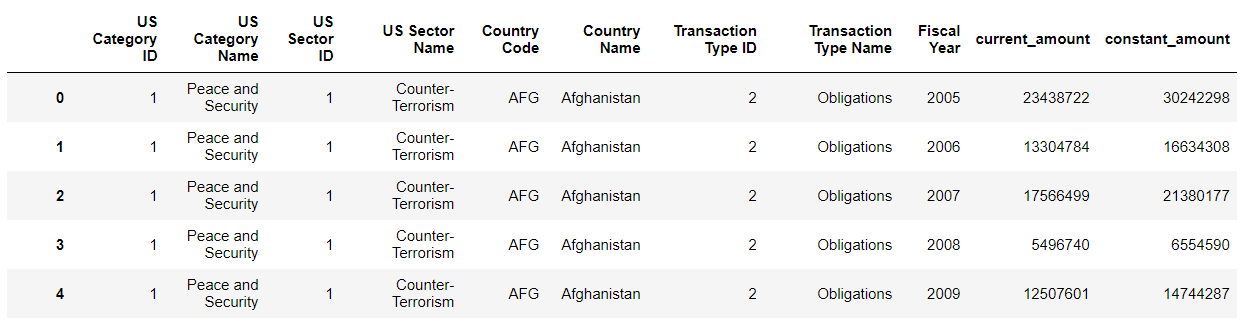 US Category ID US Category Name US Sector ID US Sector Name Country Code Country Name Transaction Type ID Transaction Type Name Fiscal Year current_amount constant_amount
0 1 Peace and Security 1 Counter-Terrorism AFG Afghanistan 2 Obligations 2005 23438722 30242298
1 1 Peace and Security 1 Counter-Terrorism AFG Afghanistan 2 Obligations 2006 13304784 16634308
2 1 Peace and Security 1 Counter-Terrorism AFG Afghanistan 2 Obligations 2007 17566499 21380177
3 1 Peace and Security 1 Counter-Terrorism AFG Afghanistan 2 Obligations 2008 5496740 6554590
4 1 Peace and Security 1 Counter-Terrorism AFG Afghanistan 2 Obligations 2009 12507601 14744287